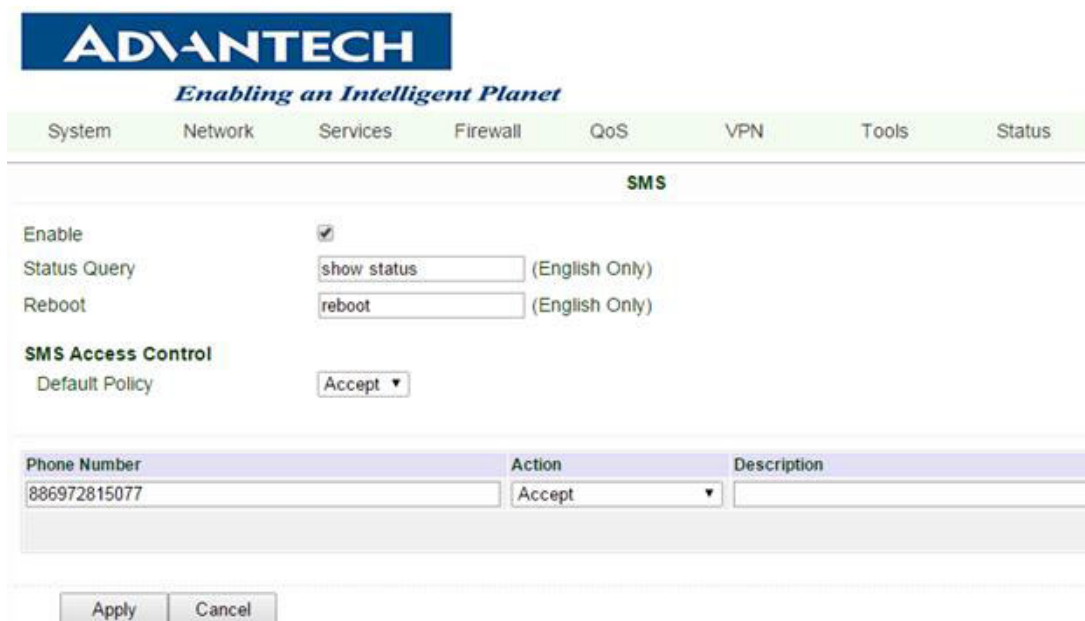 ADVANTECH
Enabling an Intelligent Planet
System Network Services Firewall QoS VPN Tools Status
SMS
Enable
Status Query show status (English Only)
Reboot reboot (English Only)
SMS Access Control
Default Policy Accept
Phone Number Action Description
886972815077 Accept
Apply Cancel